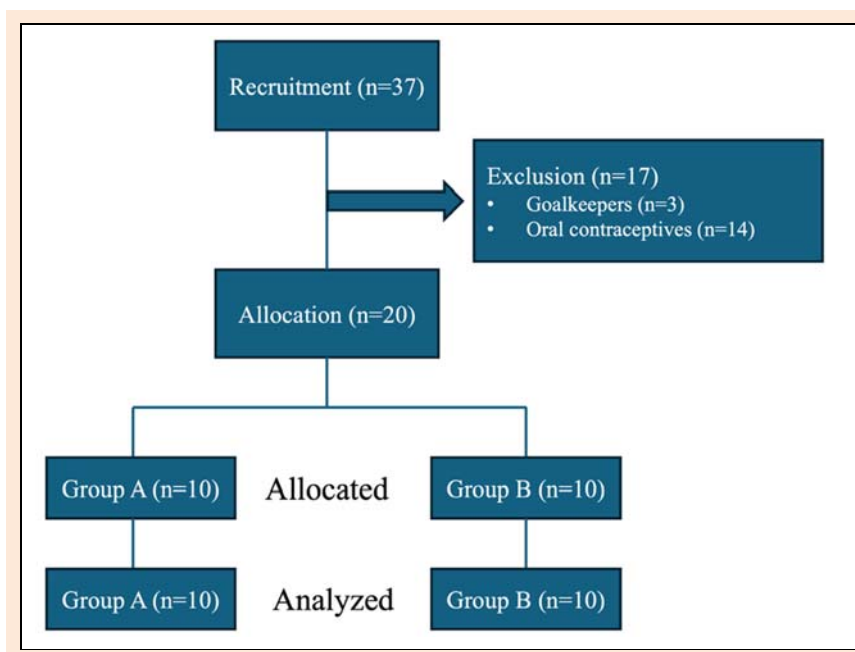 Recruitment (n=37)
Exclusion (n=17)
• Goalkeepers (n=3)
• Oral contraceptives (n=14)
Allocation (n=20)
Group A (n=10)
Allocated
Group B (n=10)
Group A (n=10)
Analyzed
Group B (n=10)